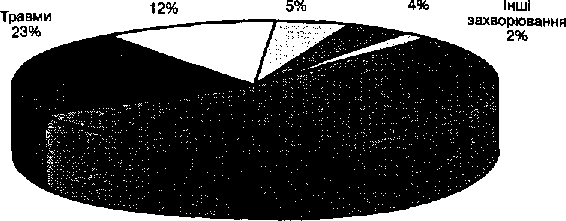 Травми
23%
12%
5%
4%
Інші
захворювання
2%